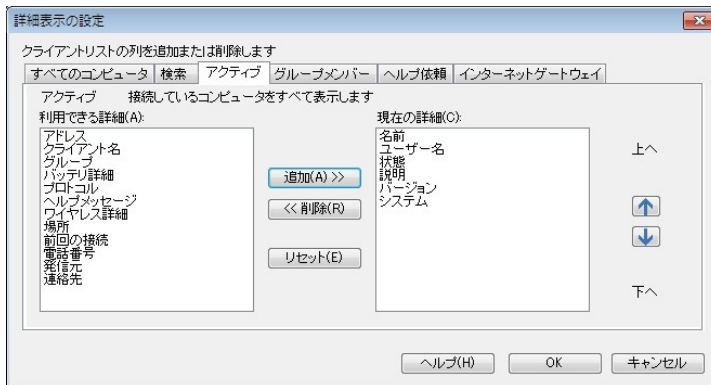 詳細表示の設定
クライアントリストの列を追加または削除します
すべてのコンピュータ 検索 アクティブ グループメンバー ヘルプ依頼 インターネットゲートウェイ
アクティブ 接続しているコンピュータをすべて表示します
利用できる詳細(A):
アドレス
クライアント名
グループ
バッテリ詳細
プロトコル
ヘルプメッセージ
ワイヤレス詳細
場所
前回の接続
電話番号
発信元
連絡先
追加(A) >>
<< 削除(R)
リセット(E)
現在の詳細(C):
名前
ユーザー名
状態
説明
バージョン
システム
上へ
下へ
ヘルプ(H) OK キャンセル